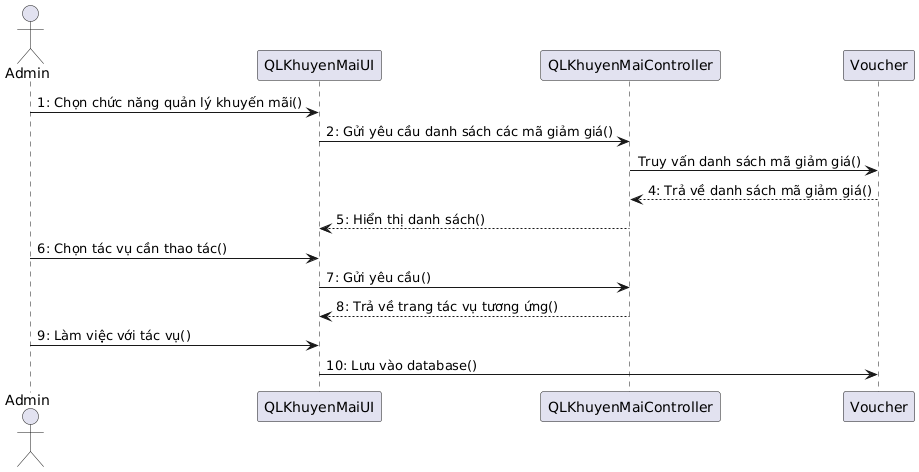 Admin
QLKhuyenMaiUI
QLKhuyenMaiController
Voucher
1: Chọn chức năng quản lý khuyến mãi()
2: Gửi yêu cầu danh sách các mã giảm giá()
Truy vấn danh sách mã giảm giá()
4: Trả về danh sách mã giảm giá()
5: Hiển thị danh sách()
6: Chọn tác vụ cần thao tác()
7: Gửi yêu cầu()
8: Trả về trang tác vụ tương ứng()
9: Làm việc với tác vụ()
10: Lưu vào database()
Admin
QLKhuyenMaiUI
QLKhuyenMaiController
Voucher